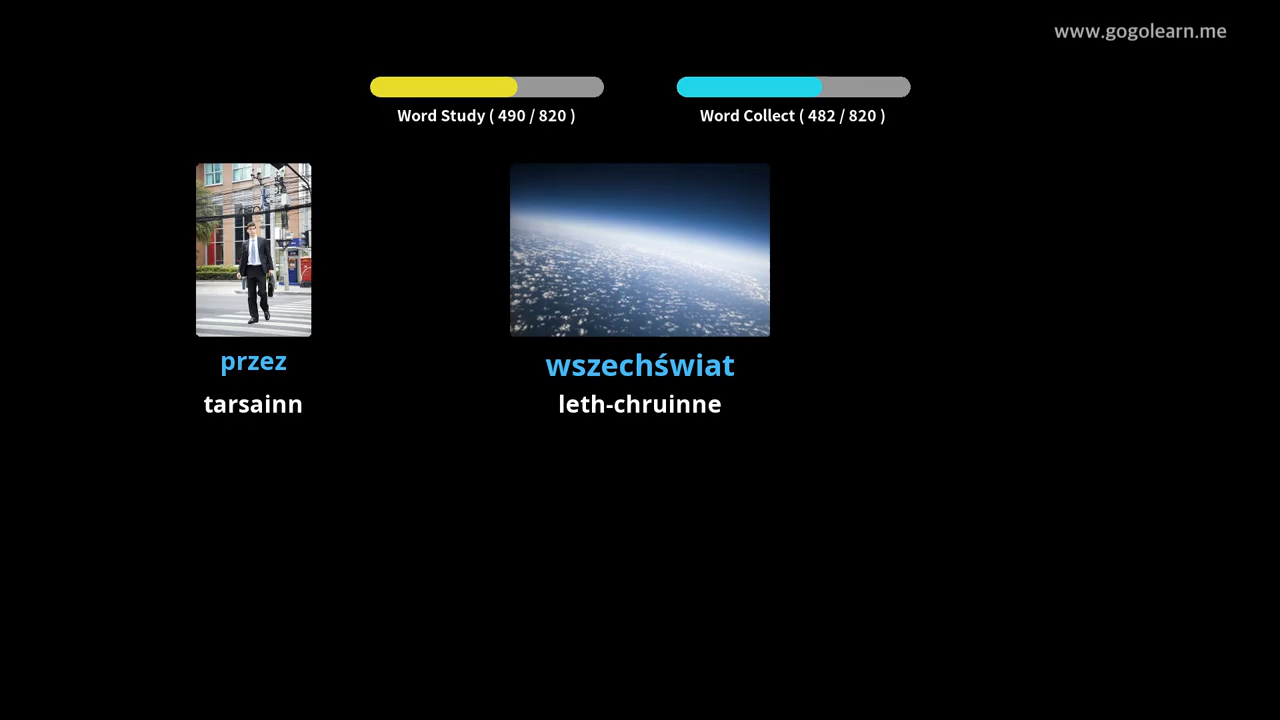 www.gogolearn.me
Word Study ( 490 / 820 )
Word Collect ( 482 / 820 )
przez
wszechświat
tarsainn
leth-chruinne